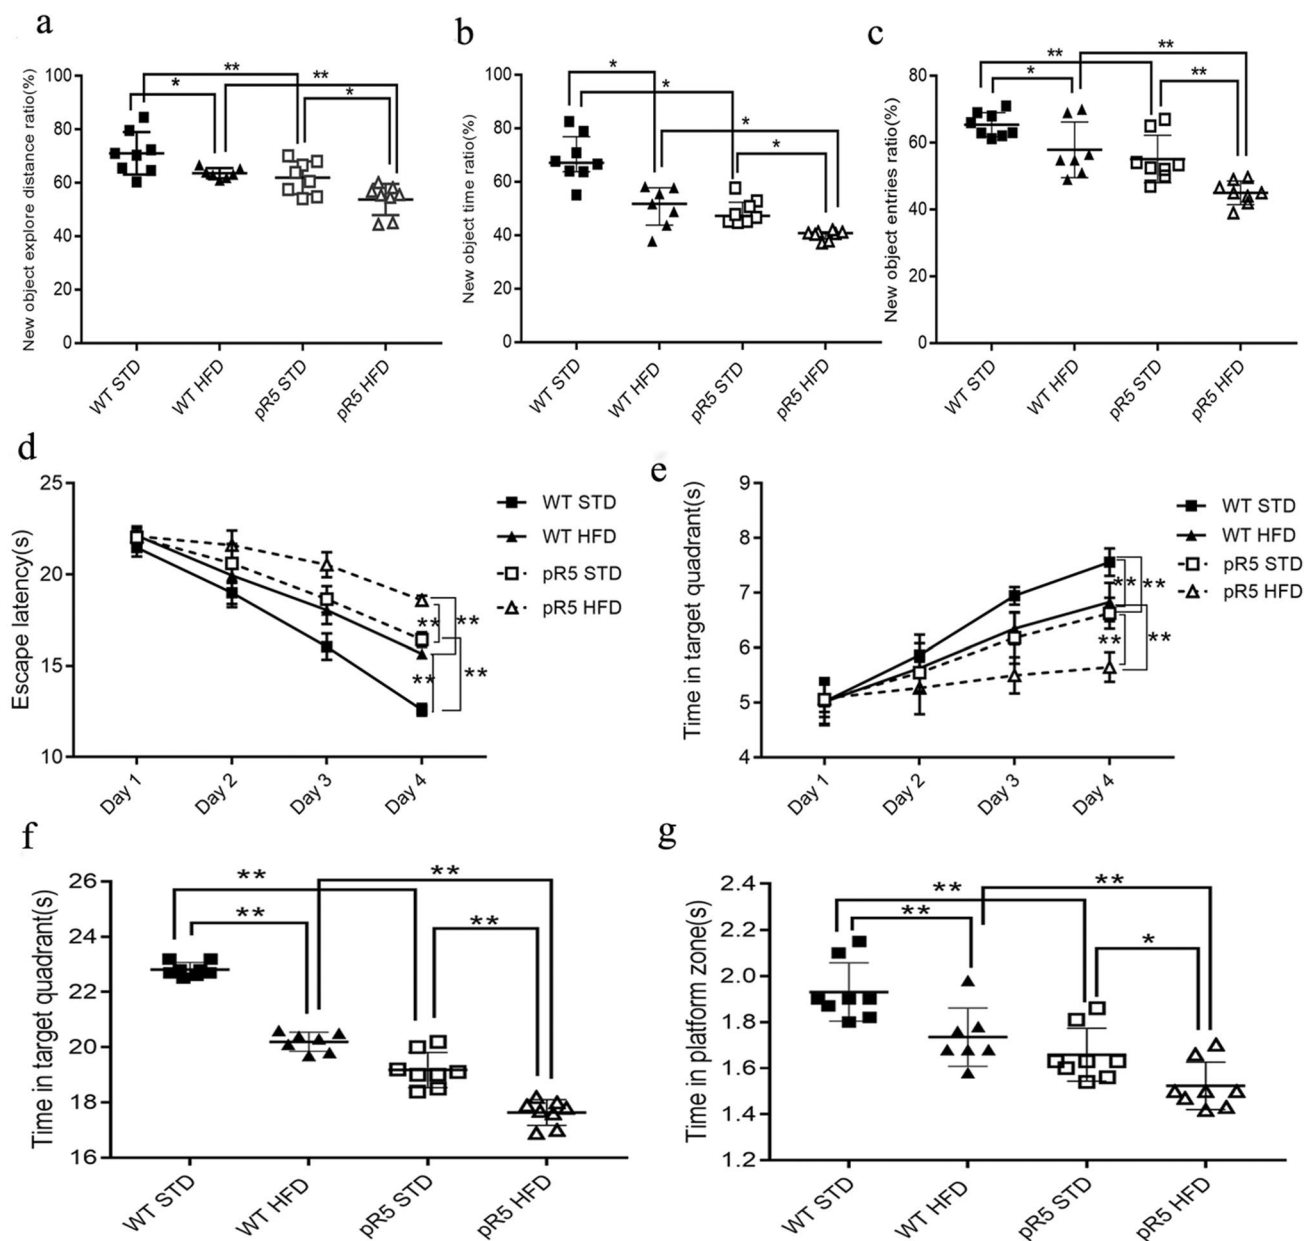 a
New object explore distance ratio(%)
100
80
60
40
20
0
**
**
*
*
WT STD
WT HFD
pR5 STD
pR5 HFD
b
New object time ratio(%)
100
80
60
40
20
0
*
*
*
*
WT STD
WT HFD
pR5 STD
pR5 HFD
c
New object entries ratio(%)
80
60
40
20
0
**
**
*
**
WT STD
WT HFD
pR5 STD
pR5 HFD
d
Escape latency(s)
25
20
15
10
Day 1
Day 2
Day 3
Day 4
WT STD
WT HFD
pR5 STD
pR5 HFD
**
**
**
**
e
Time in target quadrant(s)
9
8
7
6
5
4
Day 1
Day 2
Day 3
Day 4
WT STD
WT HFD
pR5 STD
pR5 HFD
**
**
**
**
f
Time in target quadrant(s)
26
24
22
20
18
16
**
**
**
**
WT STD
WT HFD
pR5 STD
pR5 HFD
g
Time in platform zone(s)
2.4
2.2
2.0
1.8
1.6
1.4
1.2
**
**
**
*
WT STD
WT HFD
pR5 STD
pR5 HFD